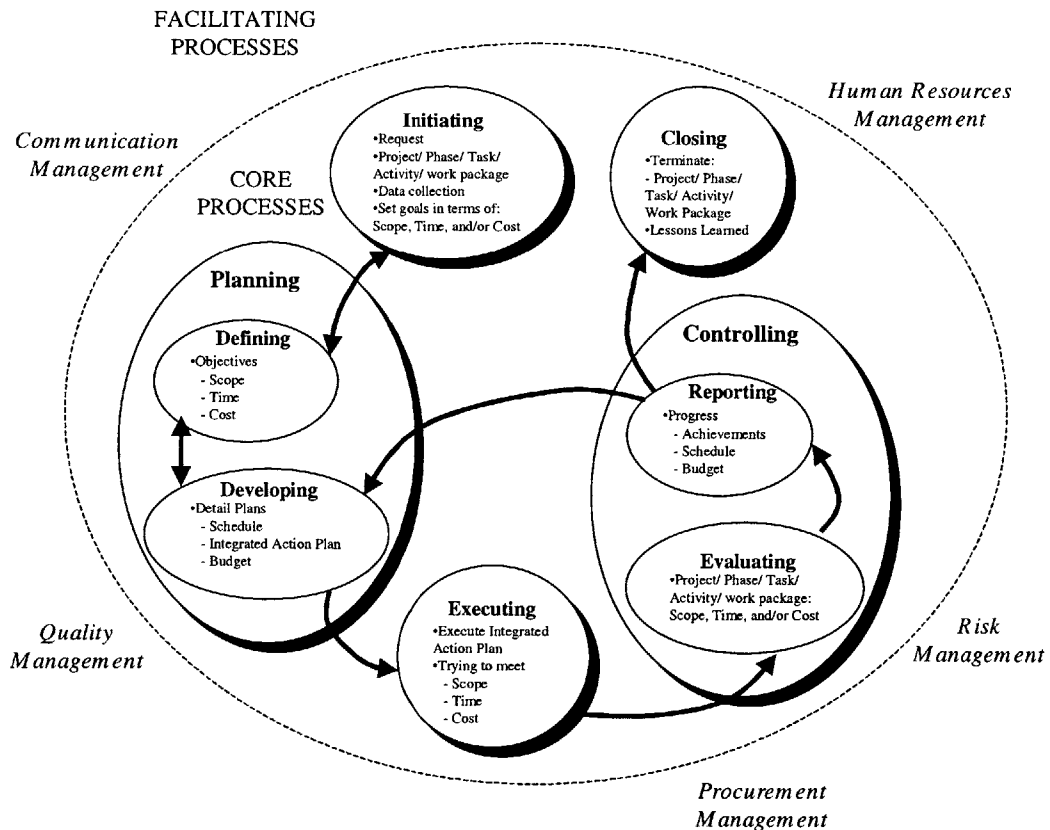 FACILITATING
PROCESSES
Communication
Management
Human Resources
Management
CORE
PROCESSES
Initiating
•Request
•Project/ Phase/ Task/
Activity/ work package
•Data collection
•Set goals in terms of:
Scope, Time, and/or Cost
Closing
•Terminate:
- Project/ Phase/
Task/ Activity/
Work Package
•Lessons Learned
Planning
Defining
•Objectives
- Scope
- Time
- Cost
Developing
•Detail Plans
- Schedule
- Integrated Action Plan
- Budget
Controlling
Reporting
•Progress
- Achievements
- Schedule
- Budget
Evaluating
•Project/ Phase/ Task/
Activity/ work package:
Scope, Time, and/or Cost
Executing
•Execute Integrated
Action Plan
•Trying to meet
- Scope
- Time
- Cost
Quality
Management
Risk
Management
Procurement
Management